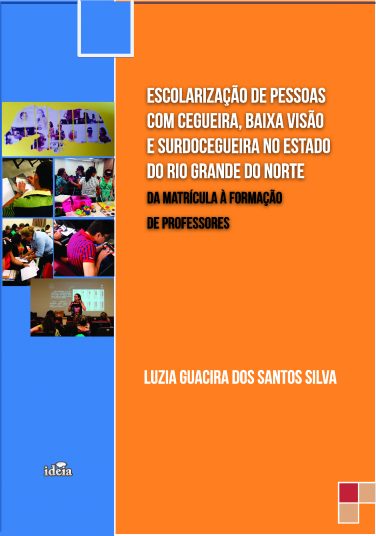 ESCOLARIZAÇÃO DE PESSOAS
COM CEGUEIRA, BAIXA VISÃO
E SURDOCEGUEIRA NO ESTADO
DO RIO GRANDE DO NORTE
DA MATRÍCULA À FORMAÇÃO
DE PROFESSORES
LUZIA GUACIRA DOS SANTOS SILVA
ideia